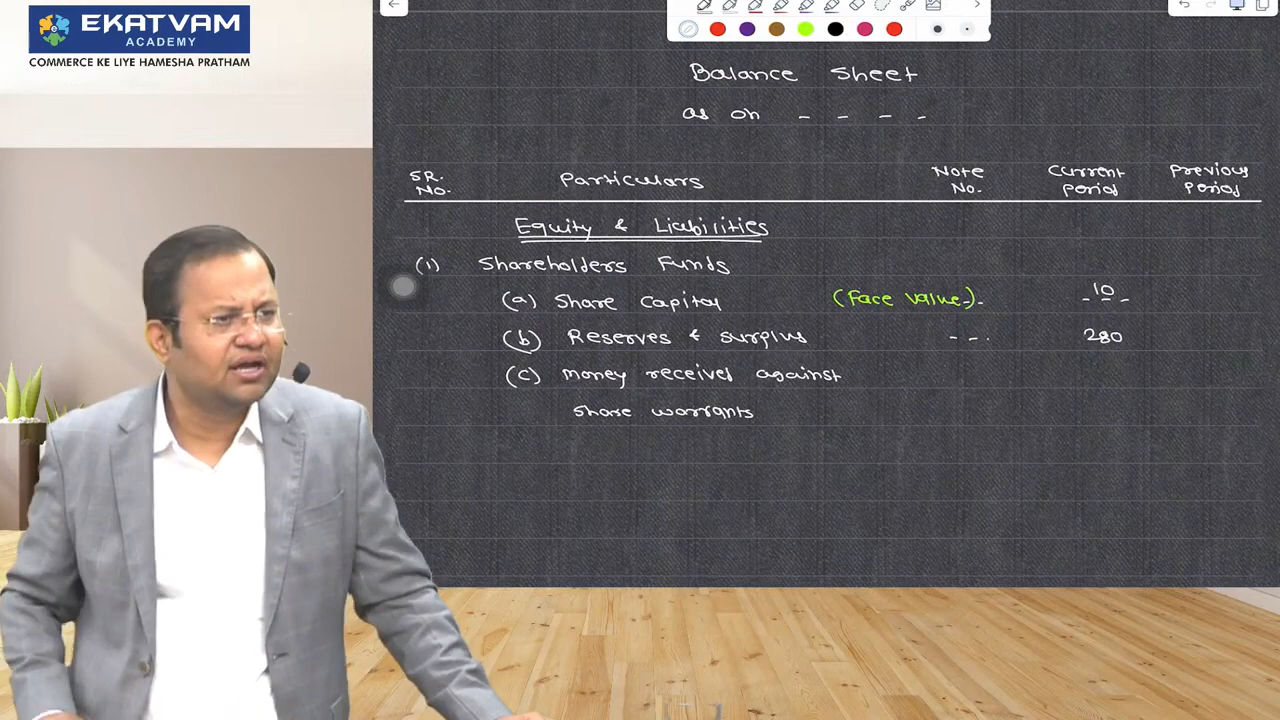 EKATVAM
ACADEMY
COMMERCE KE LIYE HAMESHA PRATHAM
Balance Sheet
as on - - - -
SR. No. Particulars Note No. Current period Previous period
Equity & Liabilities
(1) Shareholders Funds
(a) Share Capital (Face Value-). -10-
(b) Reserves & Surplus - - . 280
(c) money received against
share warrants